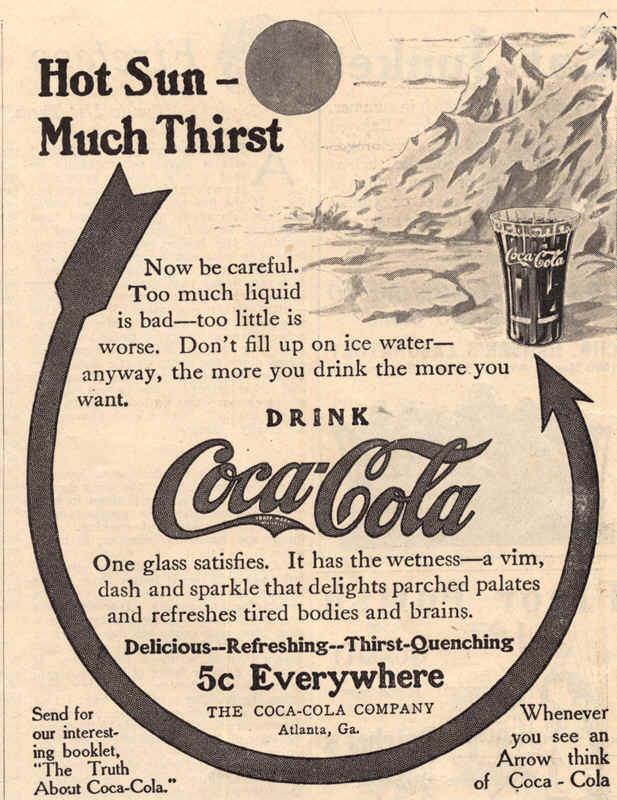 Hot Sun –
Much Thirst
Coca-Cola
Now be careful.
Too much liquid
is bad—too little is
worse. Don't fill up on ice water—
anyway, the more you drink the more you
want.
DRINK
Coca-Cola
One glass satisfies. It has the wetness—a vim,
dash and sparkle that delights parched palates
and refreshes tired bodies and brains.
Delicious--Refreshing--Thirst-Quenching
5c Everywhere
THE COCA-COLA COMPANY
Atlanta, Ga.
Send for
our interest-
ing booklet,
"The Truth
About Coca-Cola."
Whenever
you see an
Arrow think
of Coca-Cola